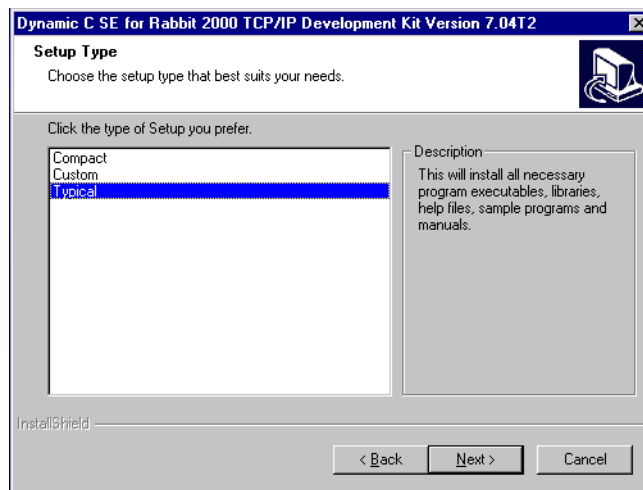 Dynamic C SE for Rabbit 2000 TCP/IP Development Kit Version 7.04T2
Setup Type
Choose the setup type that best suits your needs.
Click the type of Setup you prefer.
Compact
Custom
Typical
Description
This will install all necessary
program executables, libraries,
help files, sample programs and
manuals.
InstallShield
< Back
Next >
Cancel